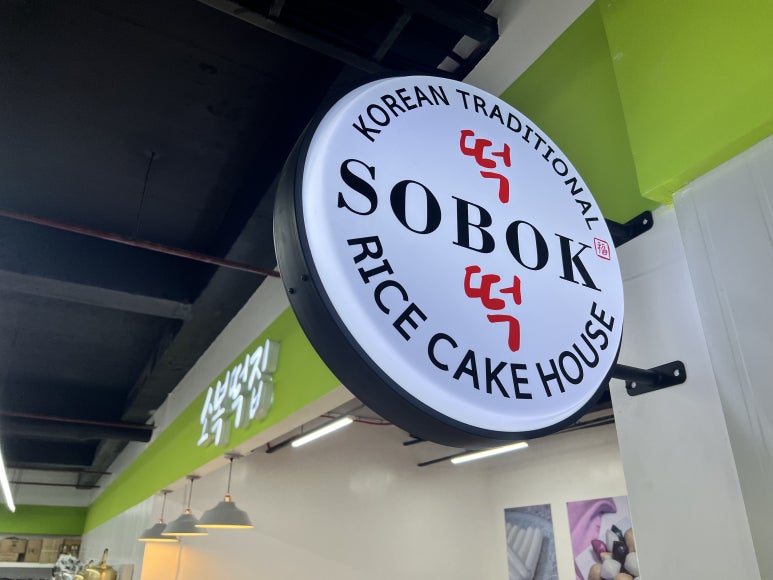 KOREAN TRADITIONAL
떡
SOBOK
福
떡
RICE CAKE HOUSE
소복떡집